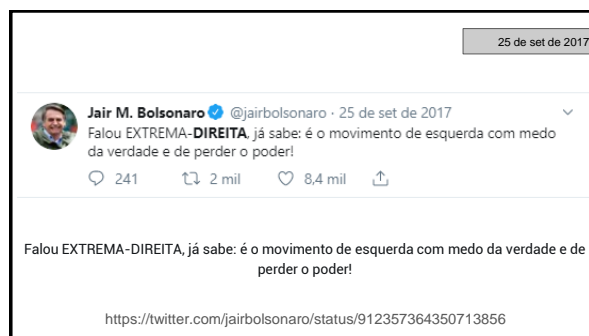 25 de set de 2017
Jair M. Bolsonaro @jairbolsonaro · 25 de set de 2017
Falou EXTREMA-DIREITA, já sabe: é o movimento de esquerda com medo
da verdade e de perder o poder!
241 2 mil 8,4 mil
Falou EXTREMA-DIREITA, já sabe: é o movimento de esquerda com medo da verdade e de
perder o poder!
https://twitter.com/jairbolsonaro/status/912357364350713856